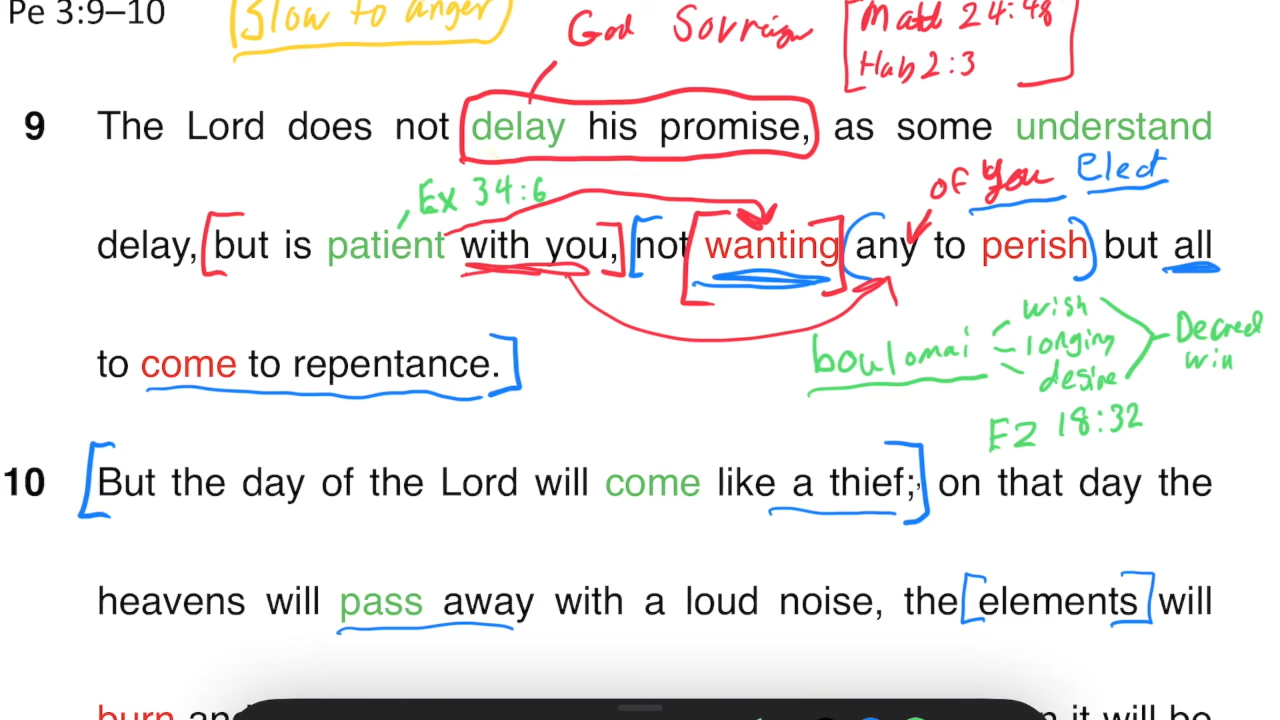 Pe 3:9–10
Slow to anger
God Sovreign
Matt 24:48
Hab 2:3
9 The Lord does not delay his promise, as some understand
Ex 34:6
of you Elect
delay, but is patient with you, not wanting any to perish but all
to come to repentance.
boulomai
wish
longing
desire
Decreed
Will
EZ 18:32
10 But the day of the Lord will come like a thief; on that day the
heavens will pass away with a loud noise, the elements will
burn
it will be